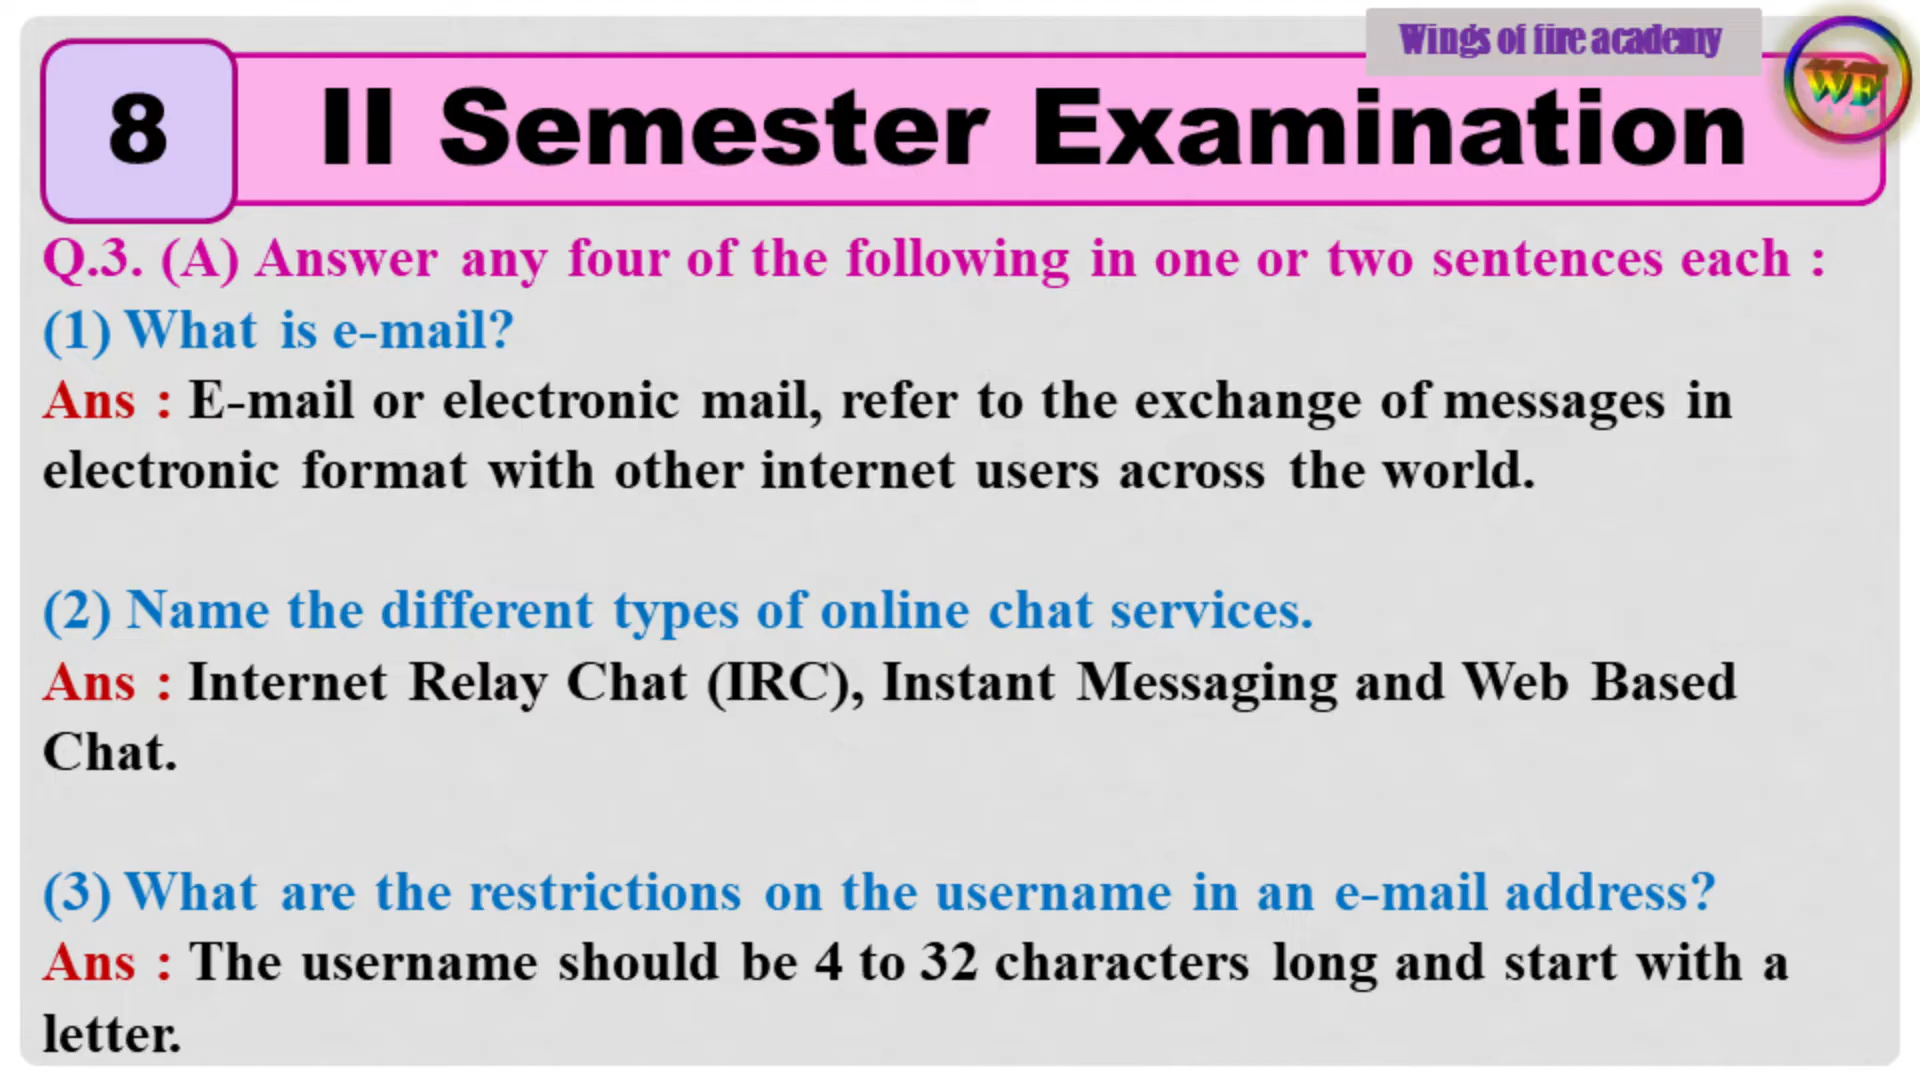 Wings of fire academy
WF
8
II Semester Examination
Q.3. (A) Answer any four of the following in one or two sentences each :
(1) What is e-mail?
Ans : E-mail or electronic mail, refer to the exchange of messages in
electronic format with other internet users across the world.
(2) Name the different types of online chat services.
Ans : Internet Relay Chat (IRC), Instant Messaging and Web Based
Chat.
(3) What are the restrictions on the username in an e-mail address?
Ans : The username should be 4 to 32 characters long and start with a
letter.